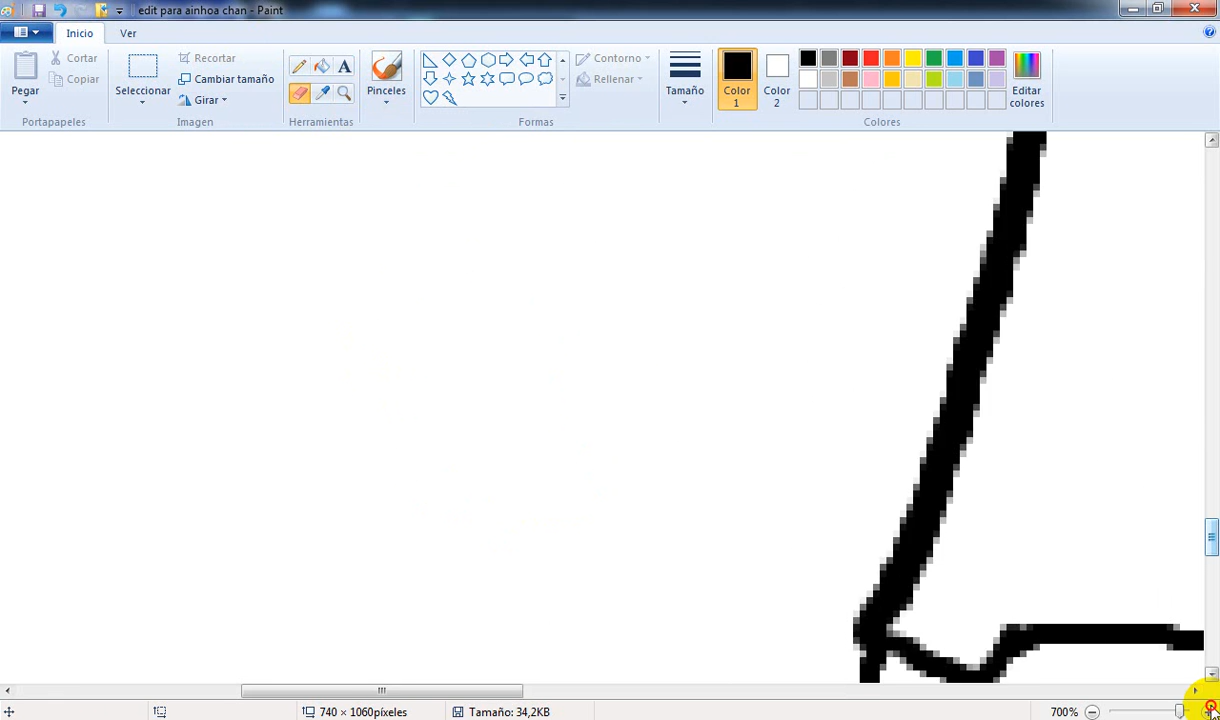 edit para ainhoa chan - Paint
Inicio
Ver
Pegar
Cortar
Copiar
Portapapeles
Seleccionar
Recortar
Cambiar tamaño
Girar
Imagen
A
Herramientas
Pinceles
Contorno
Rellenar
Formas
Tamaño
Color
1
Color
2
Editar
colores
Colores
740 × 1060píxeles
Tamaño: 34,2KB
700%